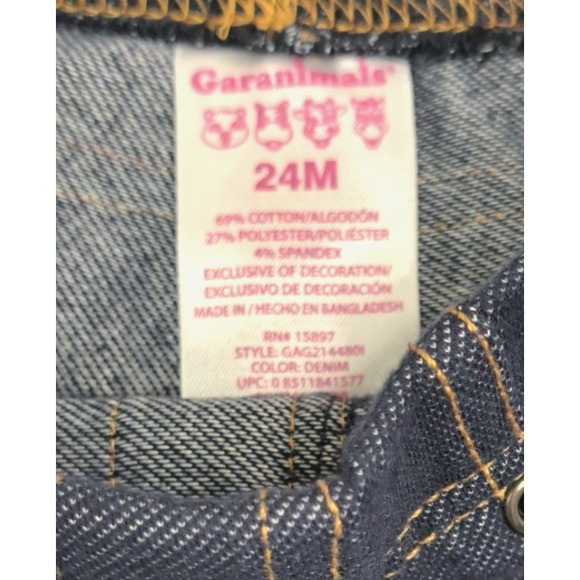 Garanimals®
24M
69% COTTON/ALGODÓN
27% POLYESTER/POLIÉSTER
4% SPANDEX
EXCLUSIVE OF DECORATION/
EXCLUSIVO DE DECORACIÓN
MADE IN / HECHO EN BANGLADESH
RN# 15897
STYLE: GAG214480I
COLOR: DENIM
UPC: 0 8511841577